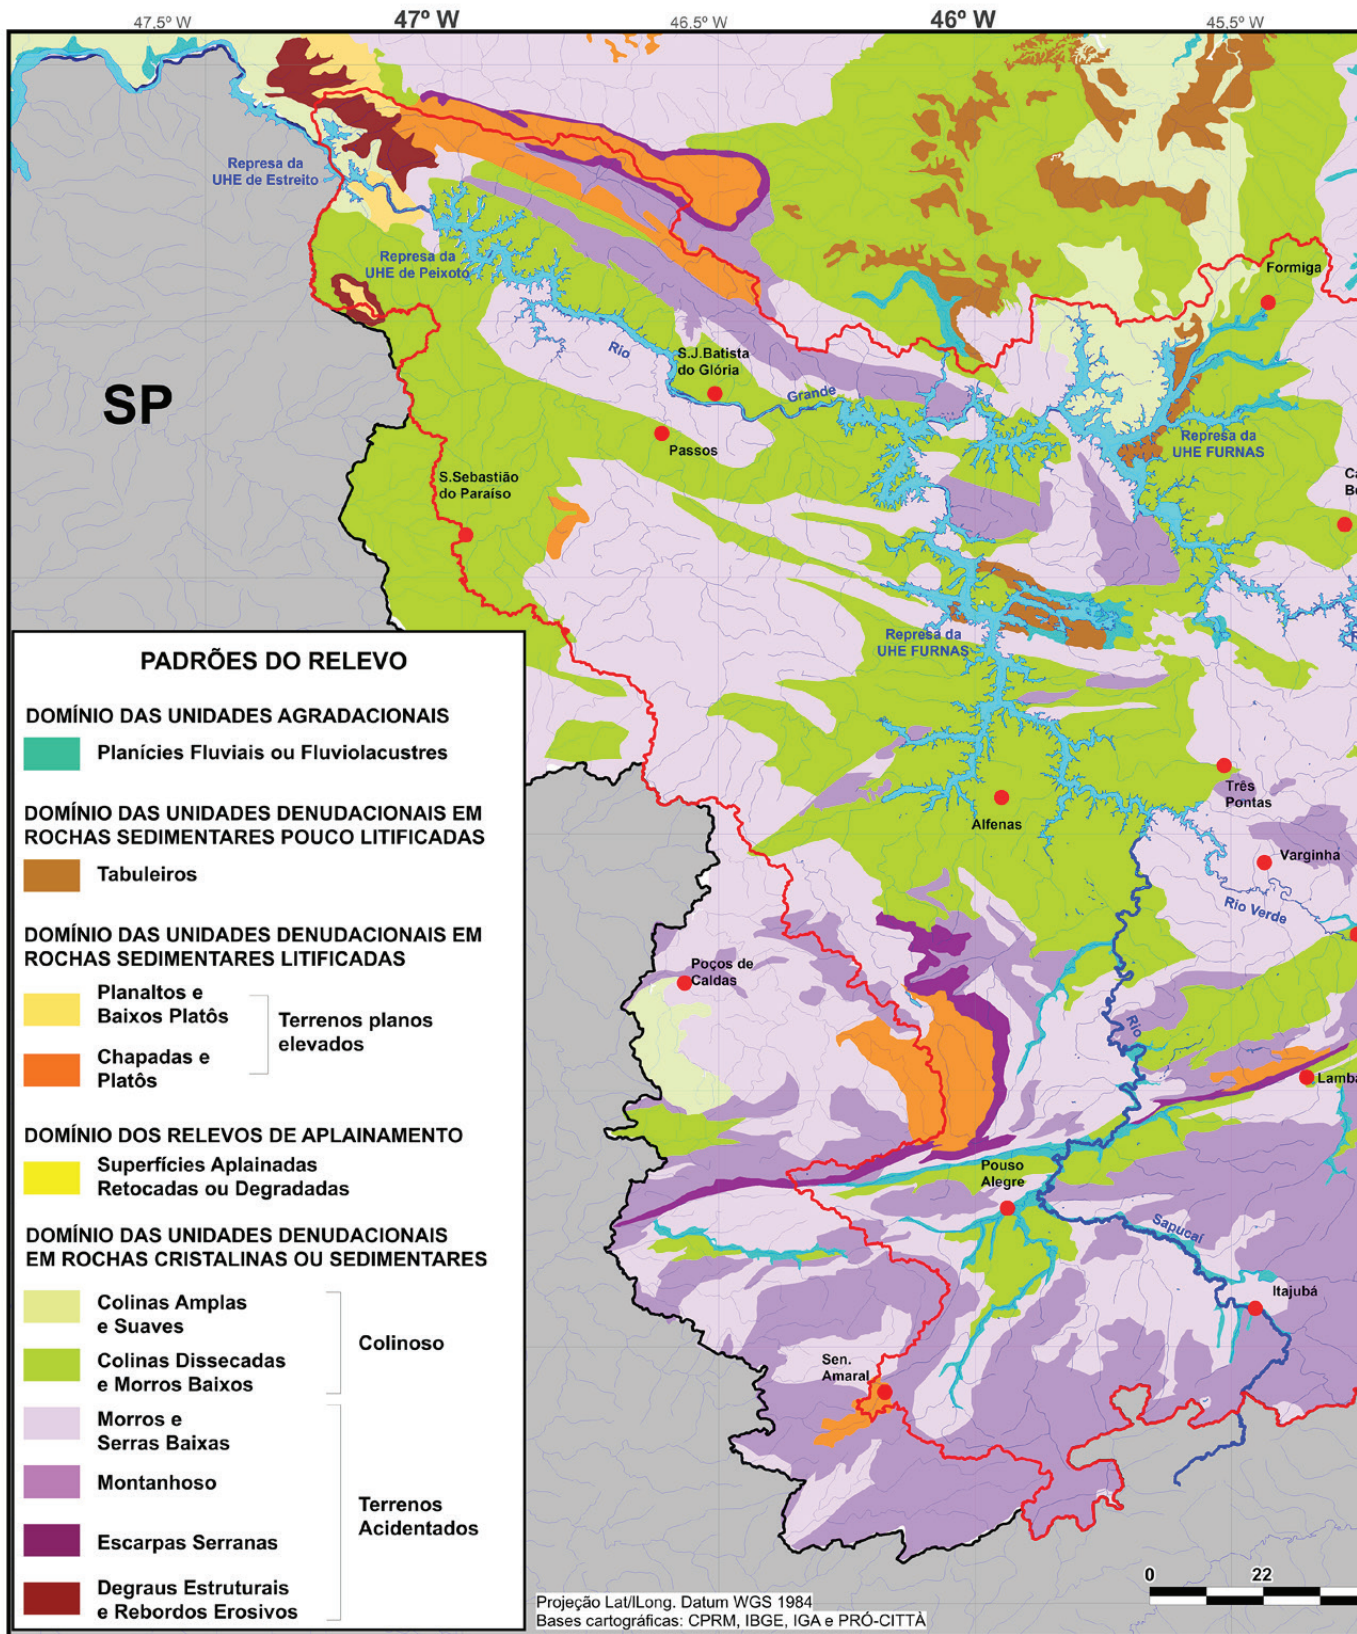 47.5° W
47° W
46.5° W
46° W
45.5° W
Represa da
UHE de Estreito
Represa da
UHE de Peixoto
Formiga
SP
Rio
S.J.Batista
do Glória
Grande
Passos
Represa da
UHE FURNAS
S.Sebastião
do Paraíso
Represa da
UHE FURNAS
Três
Pontas
Alfenas
Varginha
Rio Verde
Poços de
Caldas
Rio
Lamba
Pouso
Alegre
Sapucaí
Itajubá
Sen.
Amaral
PADRÕES DO RELEVO
DOMÍNIO DAS UNIDADES AGRADACIONAIS
Planícies Fluviais ou Fluviolacustres
DOMÍNIO DAS UNIDADES DENUDACIONAIS EM
ROCHAS SEDIMENTARES POUCO LITIFICADAS
Tabuleiros
DOMÍNIO DAS UNIDADES DENUDACIONAIS EM
ROCHAS SEDIMENTARES LITIFICADAS
Planaltos e
Baixos Platôs
Terrenos planos
elevados
Chapadas e
Platôs
DOMÍNIO DOS RELEVOS DE APLAINAMENTO
Superfícies Aplainadas
Retocadas ou Degradadas
DOMÍNIO DAS UNIDADES DENUDACIONAIS
EM ROCHAS CRISTALINAS OU SEDIMENTARES
Colinas Amplas
e Suaves
Colinoso
Colinas Dissecadas
e Morros Baixos
Morros e
Serras Baixas
Montanhoso
Terrenos
Acidentados
Escarpas Serranas
Degraus Estruturais
e Rebordos Erosivos
0 22
Projeção Lat/lLong. Datum WGS 1984
Bases cartográficas: CPRM, IBGE, IGA e PRÓ-CITTÀ